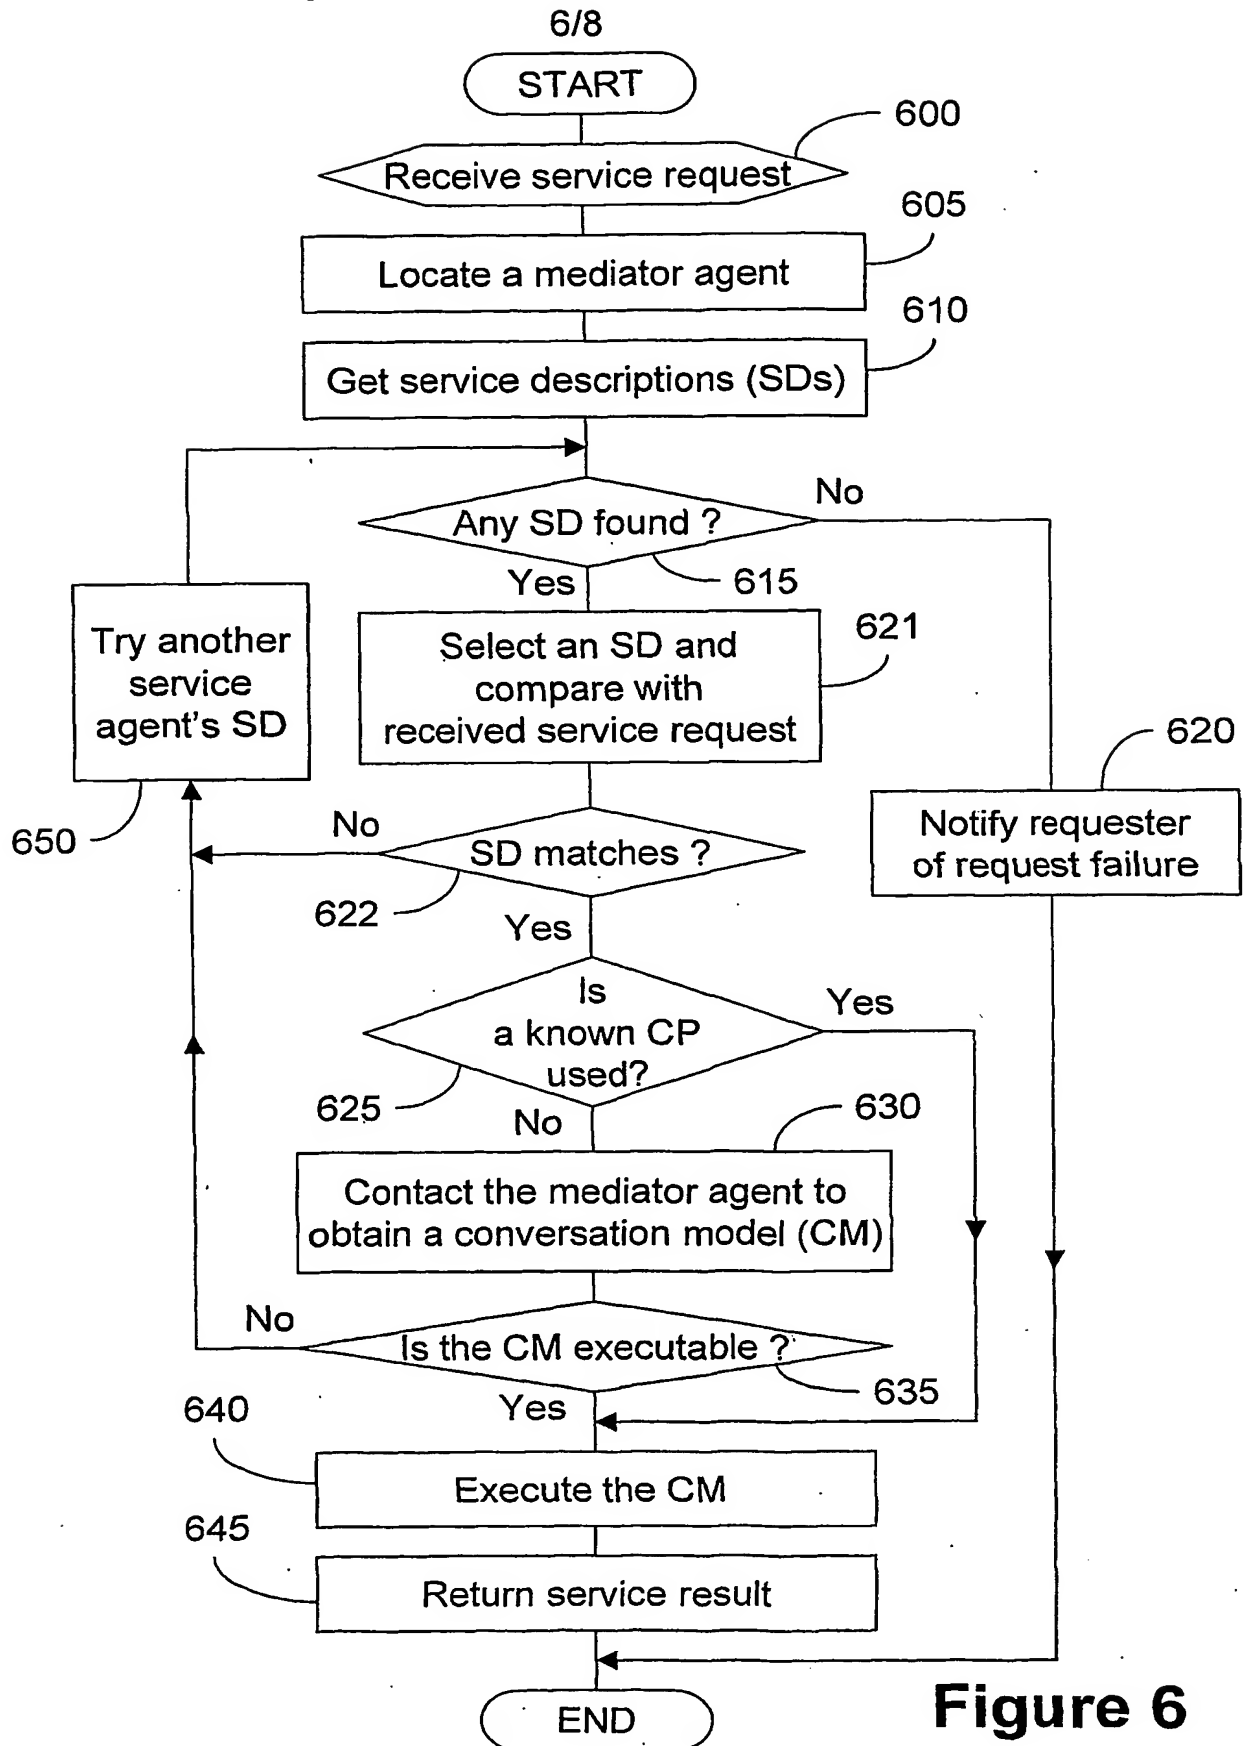 6/8
START
600
Receive service request
605
Locate a mediator agent
610
Get service descriptions (SDs)
No
Any SD found ?
615
Yes
Try another
service
agent's SD
650
621
Select an SD and
compare with
received service request
620
Notify requester
of request failure
No
SD matches ?
622
Yes
Is
a known CP
used?
Yes
625
No
630
Contact the mediator agent to
obtain a conversation model (CM)
No
Is the CM executable ?
635
Yes
640
Execute the CM
645
Return service result
END
Figure 6